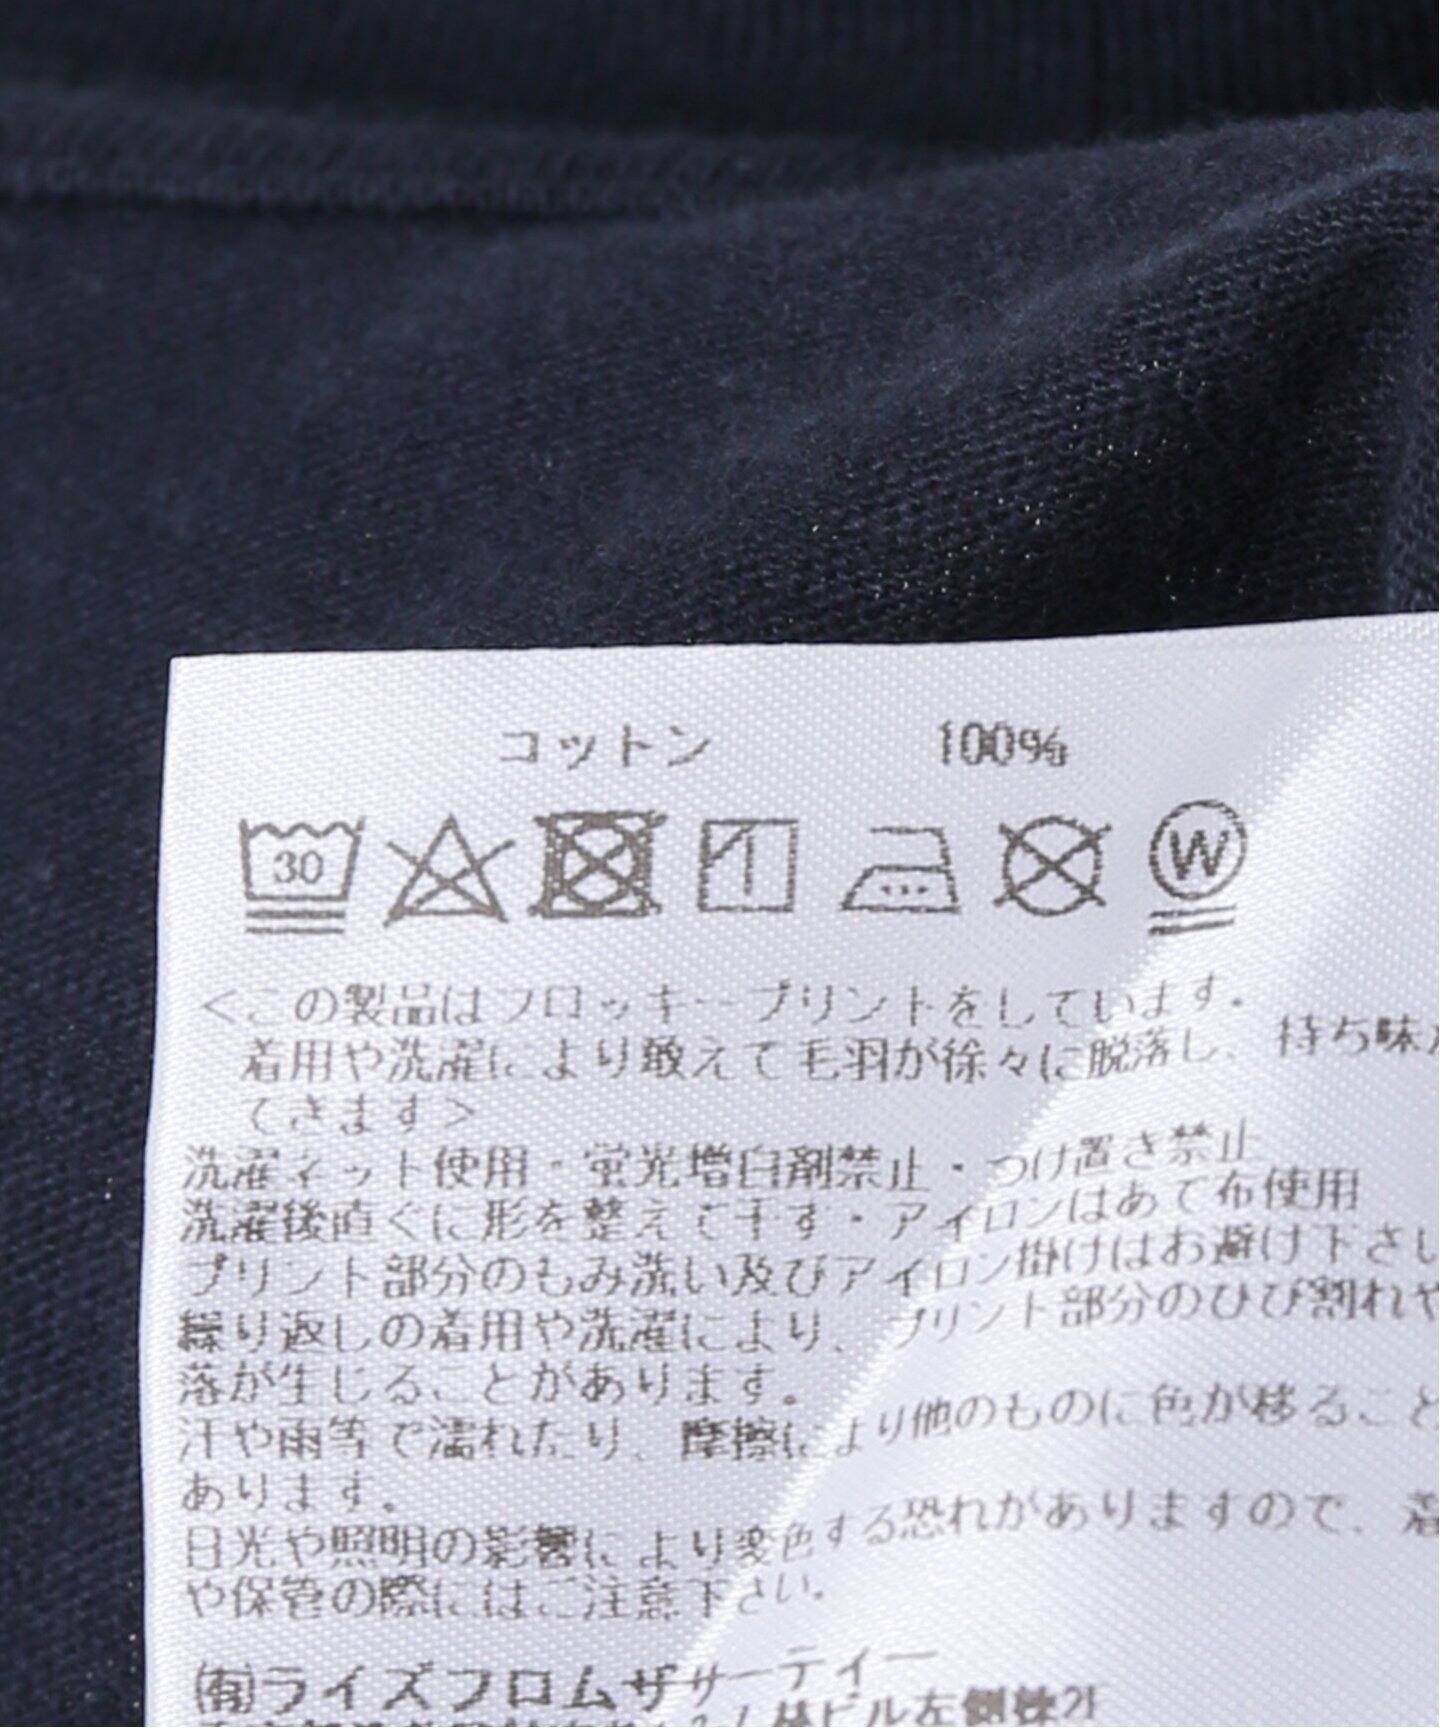 コットン 100%
30
W
<この製品はフロッキープリントをしています。
着用や洗濯により敢えて毛羽が徐々に脱落し、持ち味が
てきます>
洗濯ネット使用・蛍光増白剤禁止・つけ置き禁止
洗濯後直ぐに形を整えて干す・アイロンはあて布使用
プリント部分のもみ洗い及びアイロン掛けはお避け下さい
繰り返しの着用や洗濯により、プリント部分のひび割れや
落が生じることがあります。
汗や雨等で濡れたり、摩擦により他のものに色が移ること
あります。
日光や照明の影響により変色する恐れがありますので、着
や保管の際にはご注意下さい。
(有)ライズフロムザサーティー
ビル左側棟2F